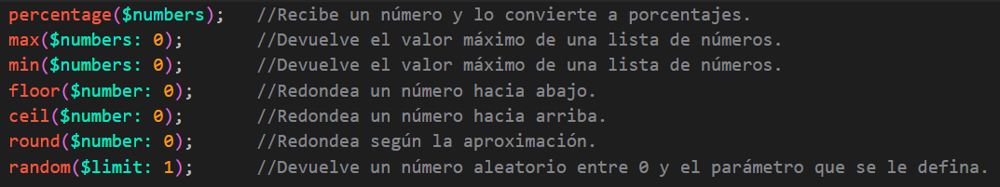 percentage($numbers); //Recibe un número y lo convierte a porcentajes.
max($numbers: 0); //Devuelve el valor máximo de una lista de números.
min($numbers: 0); //Devuelve el valor máximo de una lista de números.
floor($number: 0); //Redondea un número hacia abajo.
ceil($number: 0); //Redondea un número hacia arriba.
round($number: 0); //Redondea según la aproximación.
random($limit: 1); //Devuelve un número aleatorio entre 0 y el parámetro que se le defina.